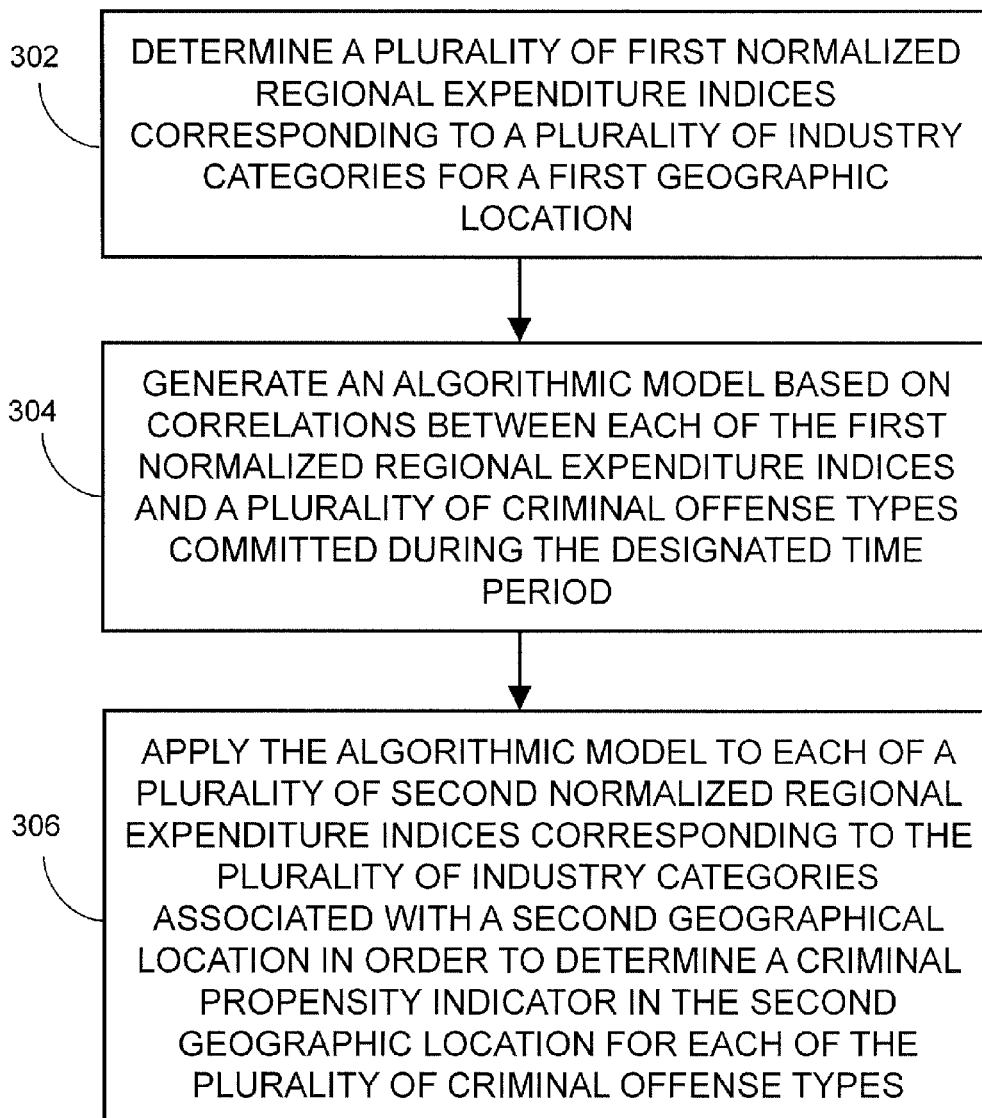 302
DETERMINE A PLURALITY OF FIRST NORMALIZED
REGIONAL EXPENDITURE INDICES
CORRESPONDING TO A PLURALITY OF INDUSTRY
CATEGORIES FOR A FIRST GEOGRAPHIC
LOCATION
304
GENERATE AN ALGORITHMIC MODEL BASED ON
CORRELATIONS BETWEEN EACH OF THE FIRST
NORMALIZED REGIONAL EXPENDITURE INDICES
AND A PLURALITY OF CRIMINAL OFFENSE TYPES
COMMITTED DURING THE DESIGNATED TIME
PERIOD
306
APPLY THE ALGORITHMIC MODEL TO EACH OF A
PLURALITY OF SECOND NORMALIZED REGIONAL
EXPENDITURE INDICES CORRESPONDING TO THE
PLURALITY OF INDUSTRY CATEGORIES
ASSOCIATED WITH A SECOND GEOGRAPHICAL
LOCATION IN ORDER TO DETERMINE A CRIMINAL
PROPENSITY INDICATOR IN THE SECOND
GEOGRAPHIC LOCATION FOR EACH OF THE
PLURALITY OF CRIMINAL OFFENSE TYPES